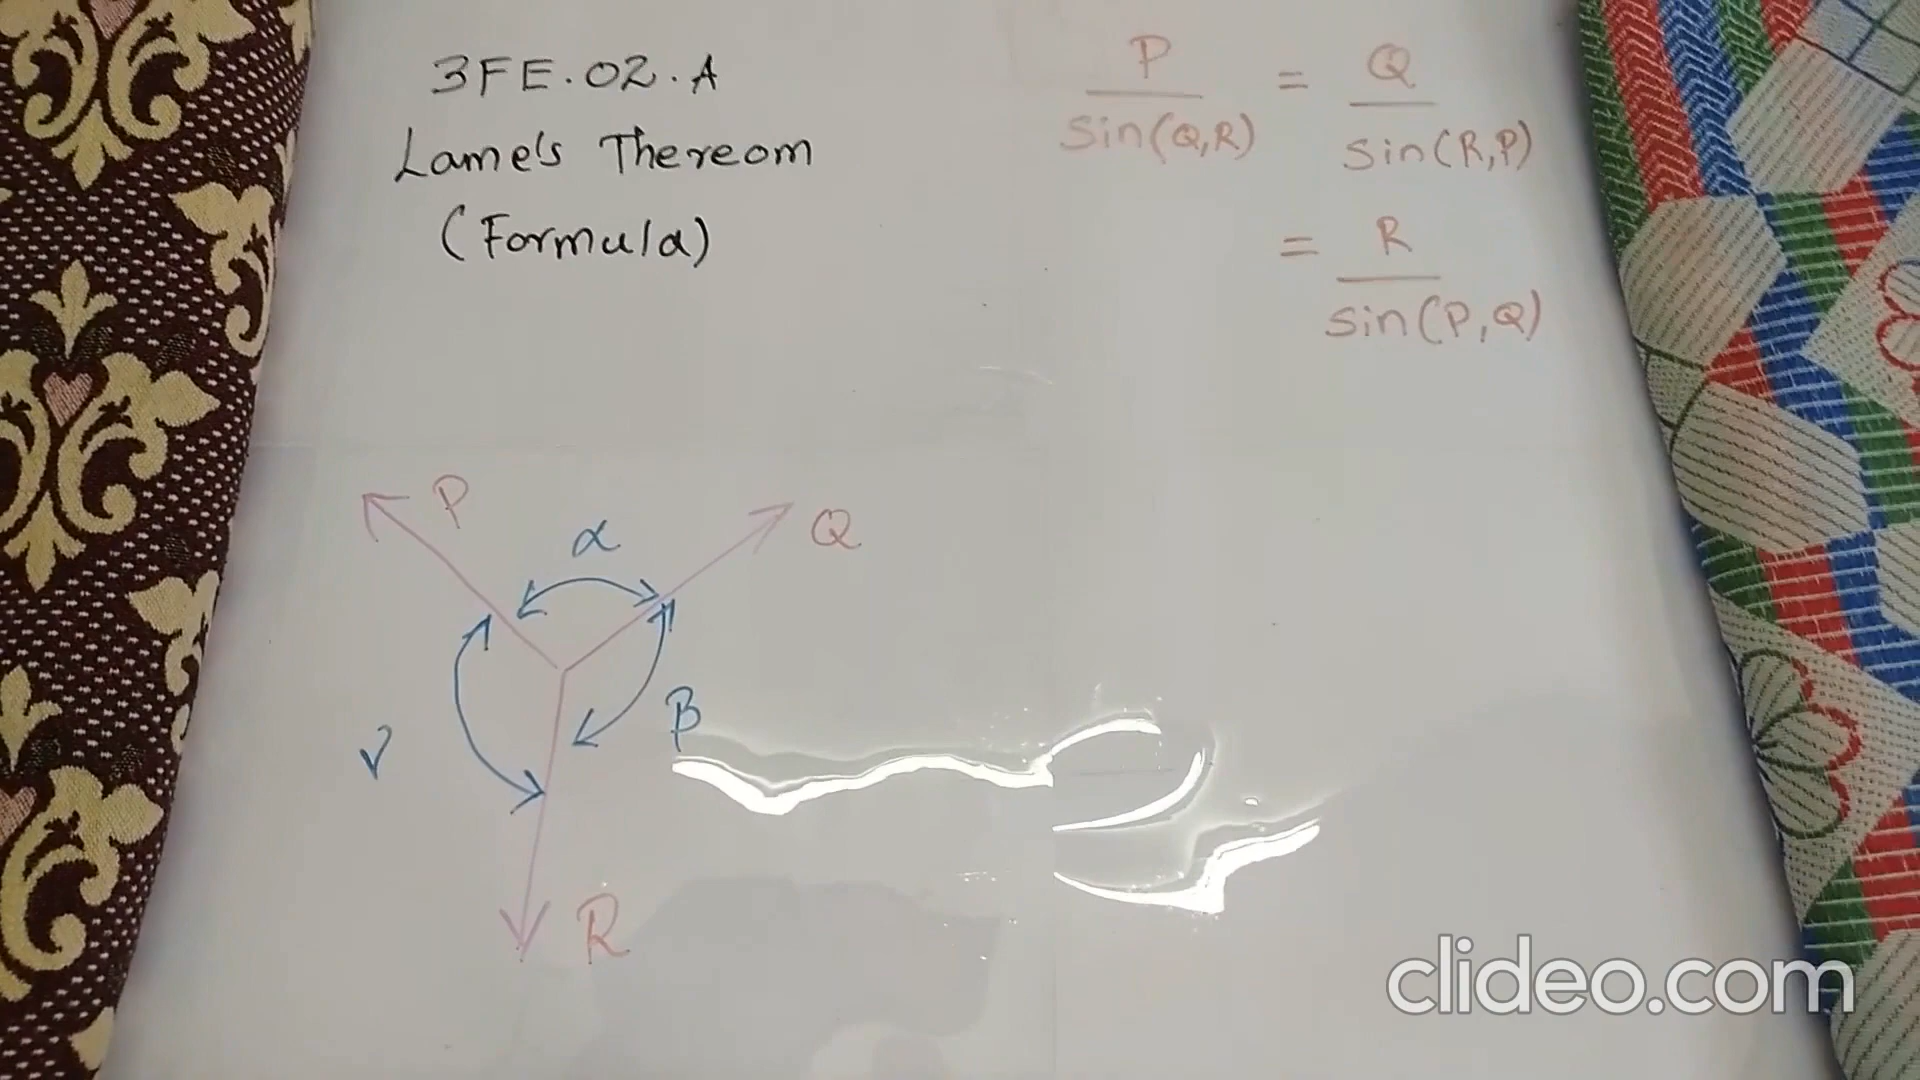 3FE.02.A
Lame's Thereom
(Formula)
P = Q
sin(Q,R) sin(R,P)
= R
sin(P,Q)
P
α
Q
β
R
clideo.com